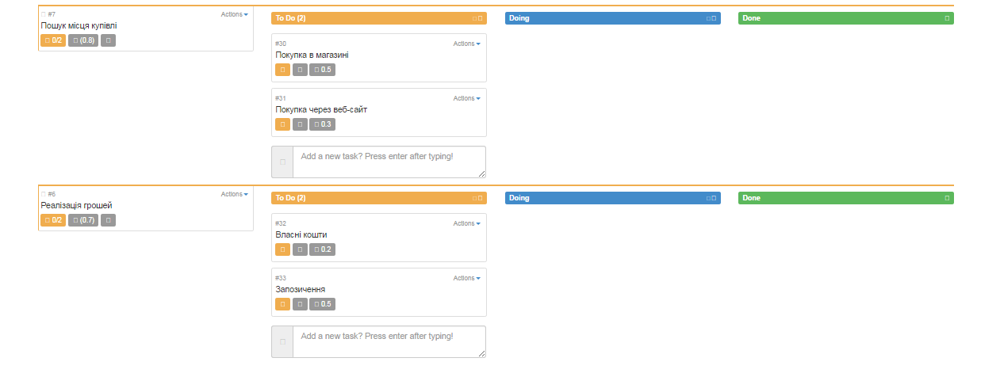 #7 Actions
Пошук місця купівлі
0/2 (0.8)
To Do (2)
Doing
Done
#30 Actions
Покупка в магазині
0.5
#31 Actions
Покупка через веб-сайт
0.3
Add a new task? Press enter after typing!
#6 Actions
Реалізація грошей
0/2 (0.7)
To Do (2)
Doing
Done
#32 Actions
Власні кошти
0.2
#33 Actions
Запозичення
0.5
Add a new task? Press enter after typing!